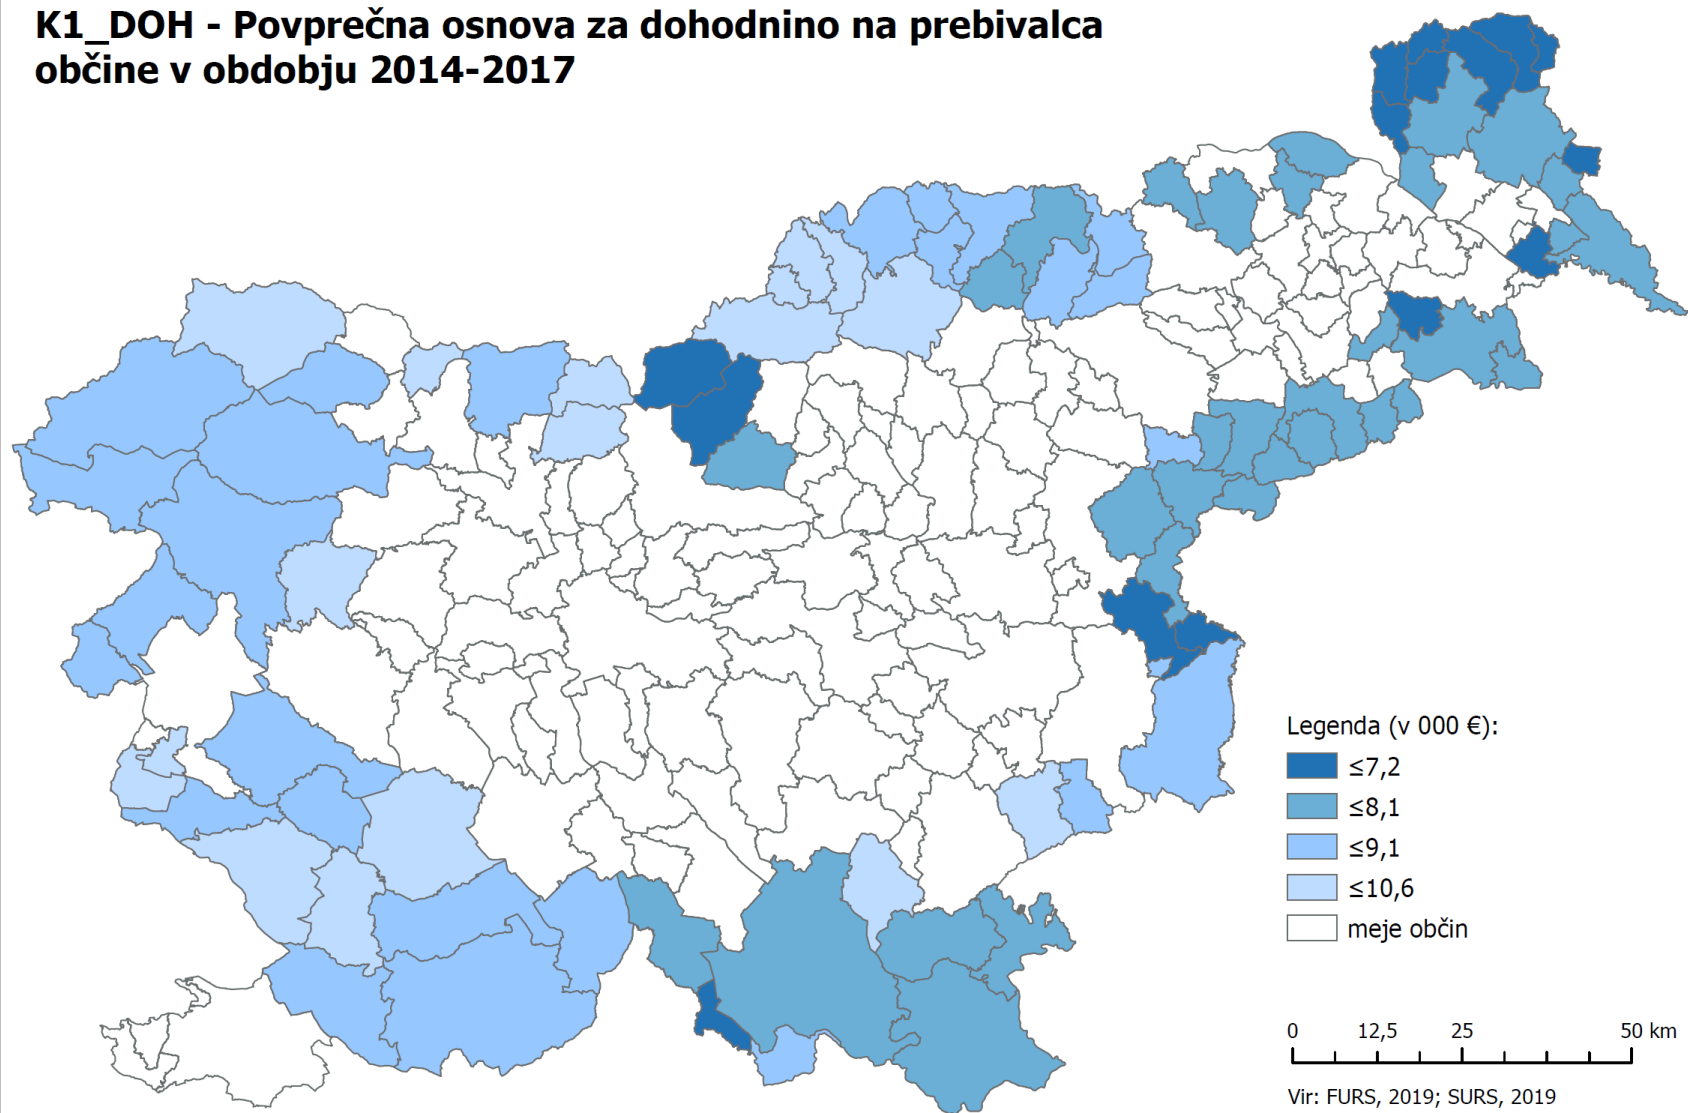 K1_DOH - Povprečna osnova za dohodnino na prebivalca
občine v obdobju 2014-2017
Legenda (v 000 €):
≤7,2
≤8,1
≤9,1
≤10,6
meje občin
0 12,5 25 50 km
Vir: FURS, 2019; SURS, 2019